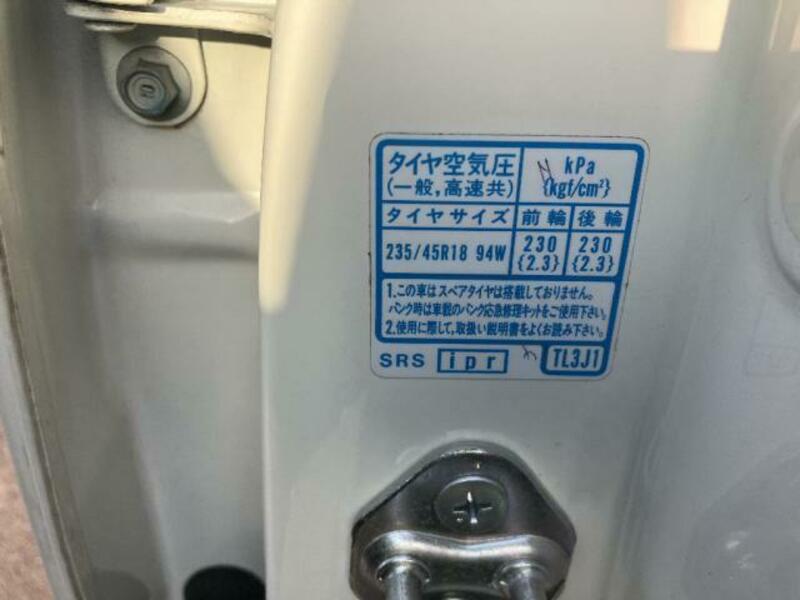 タイヤ空気圧
(一般,高速共)
kPa
{kgf/cm²}
タイヤサイズ 前輪 後輪
235/45R18 94W 230 {2.3} 230 {2.3}
1.この車はスペアタイヤは搭載しておりません。
パンク時は車載のパンク応急修理キットをご使用下さい。
2.使用に際して,取扱い説明書をよくお読み下さい。
SRS ipr TL3J1